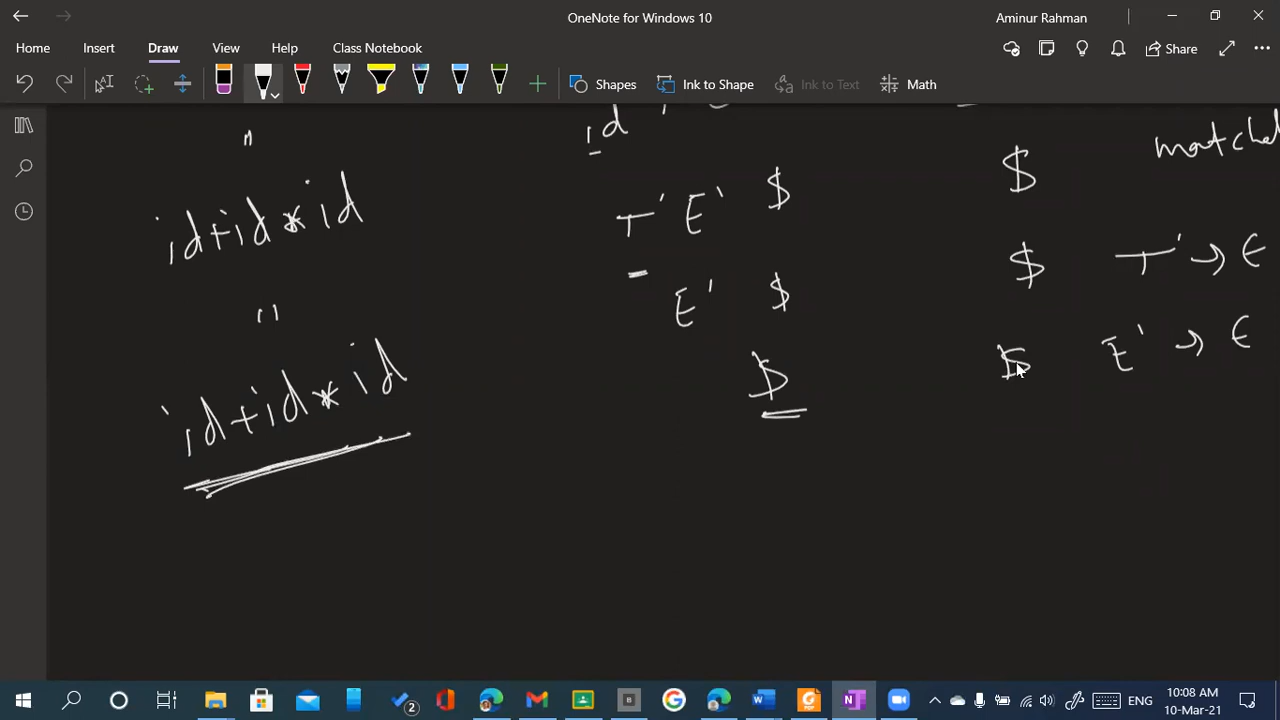 OneNote for Windows 10
Aminur Rahman
Home Insert Draw View Help Class Notebook
Share
Shapes Ink to Shape Ink to Text Math
id
matched
" $
id+id*id T' E' $
$ T' → ϵ
E' $
" $ E' → ϵ
id+id*id $
2
ENG
10:08 AM
10-Mar-21